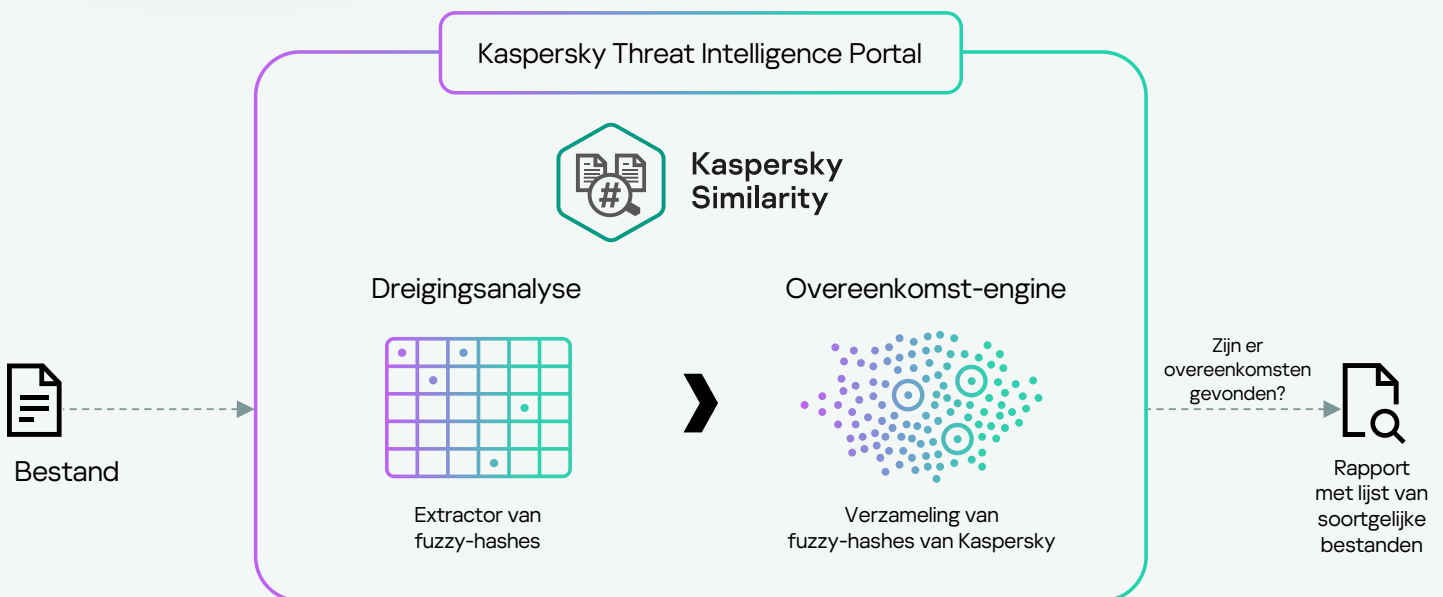 Kaspersky Threat Intelligence Portal
Kaspersky
Similarity
Dreigingsanalyse
Overeenkomst-engine
Bestand
Extractor van
fuzzy-hashes
Verzameling van
fuzzy-hashes van Kaspersky
Zijn er
overeenkomsten
gevonden?
Rapport
met lijst van
soortgelijke
bestanden